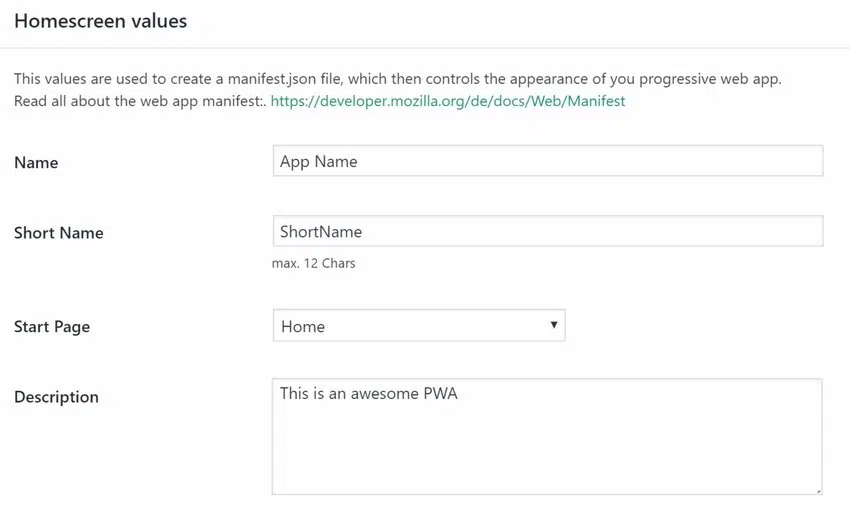 Homescreen values
This values are used to create a manifest.json file, which then controls the appearance of you progressive web app.
Read all about the web app manifest:. https://developer.mozilla.org/de/docs/Web/Manifest
Name
App Name
Short Name
ShortName
max. 12 Chars
Start Page
Home
Description
This is an awesome PWA